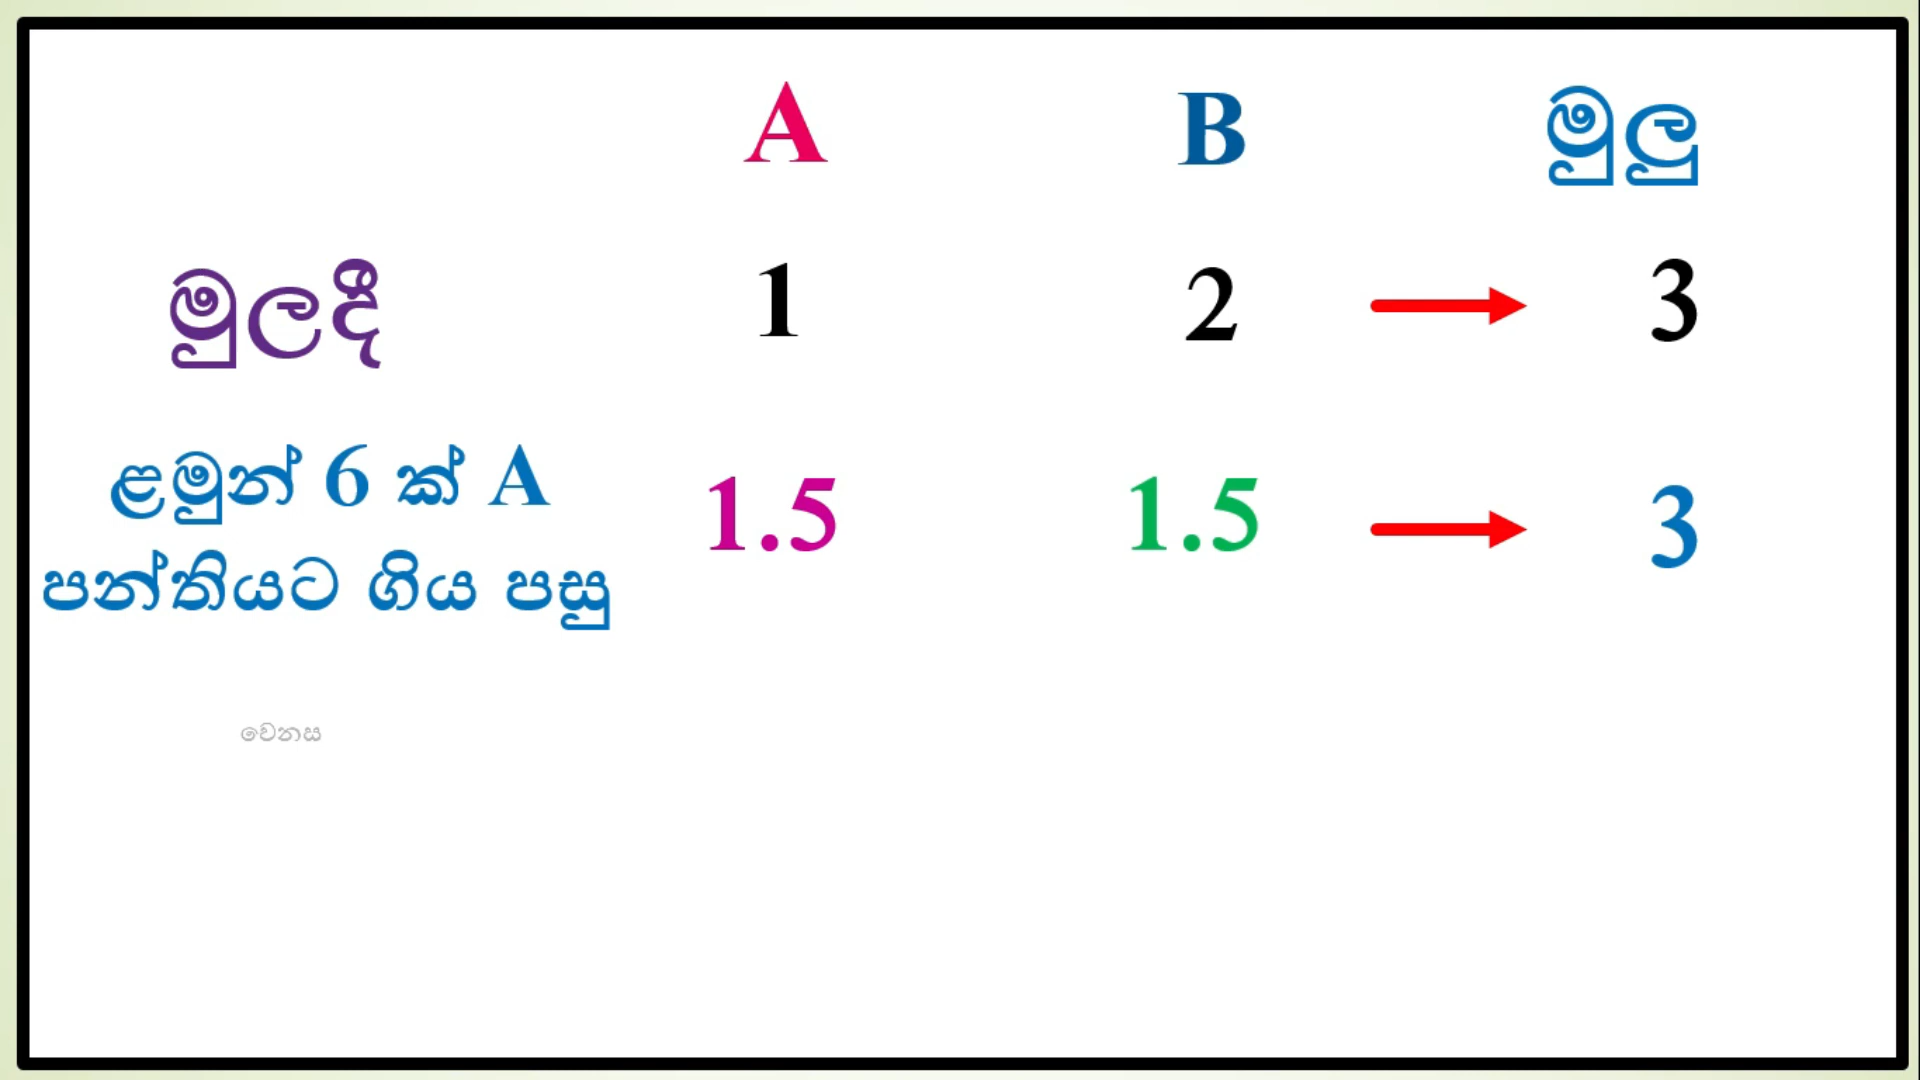 A B මුලු
මුලදී 1 2 3
ළමුන් 6 ක් A
පන්තියට ගිය පසු
1.5 1.5 3
වෙනස